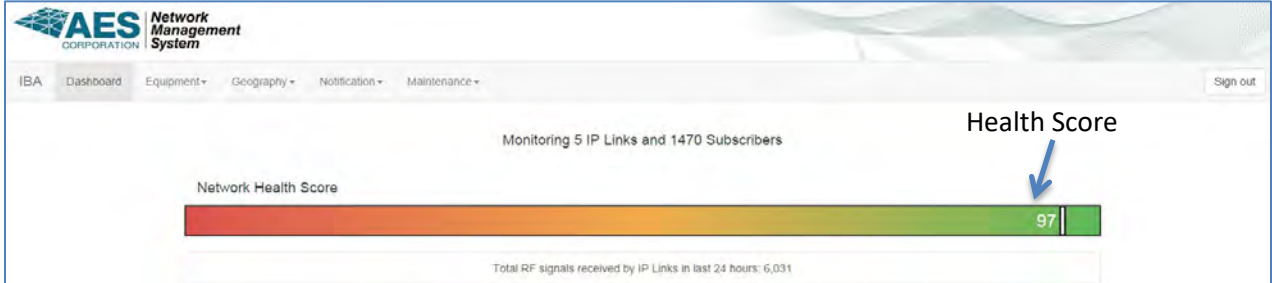 AES
CORPORATION
Network
Management
System
IBA Dashboard Equipment Geography Notification Maintenance Sign out
Health Score
Monitoring 5 IP Links and 1470 Subscribers
Network Health Score
97
Total RF signals received by IP Links in last 24 hours: 6,031